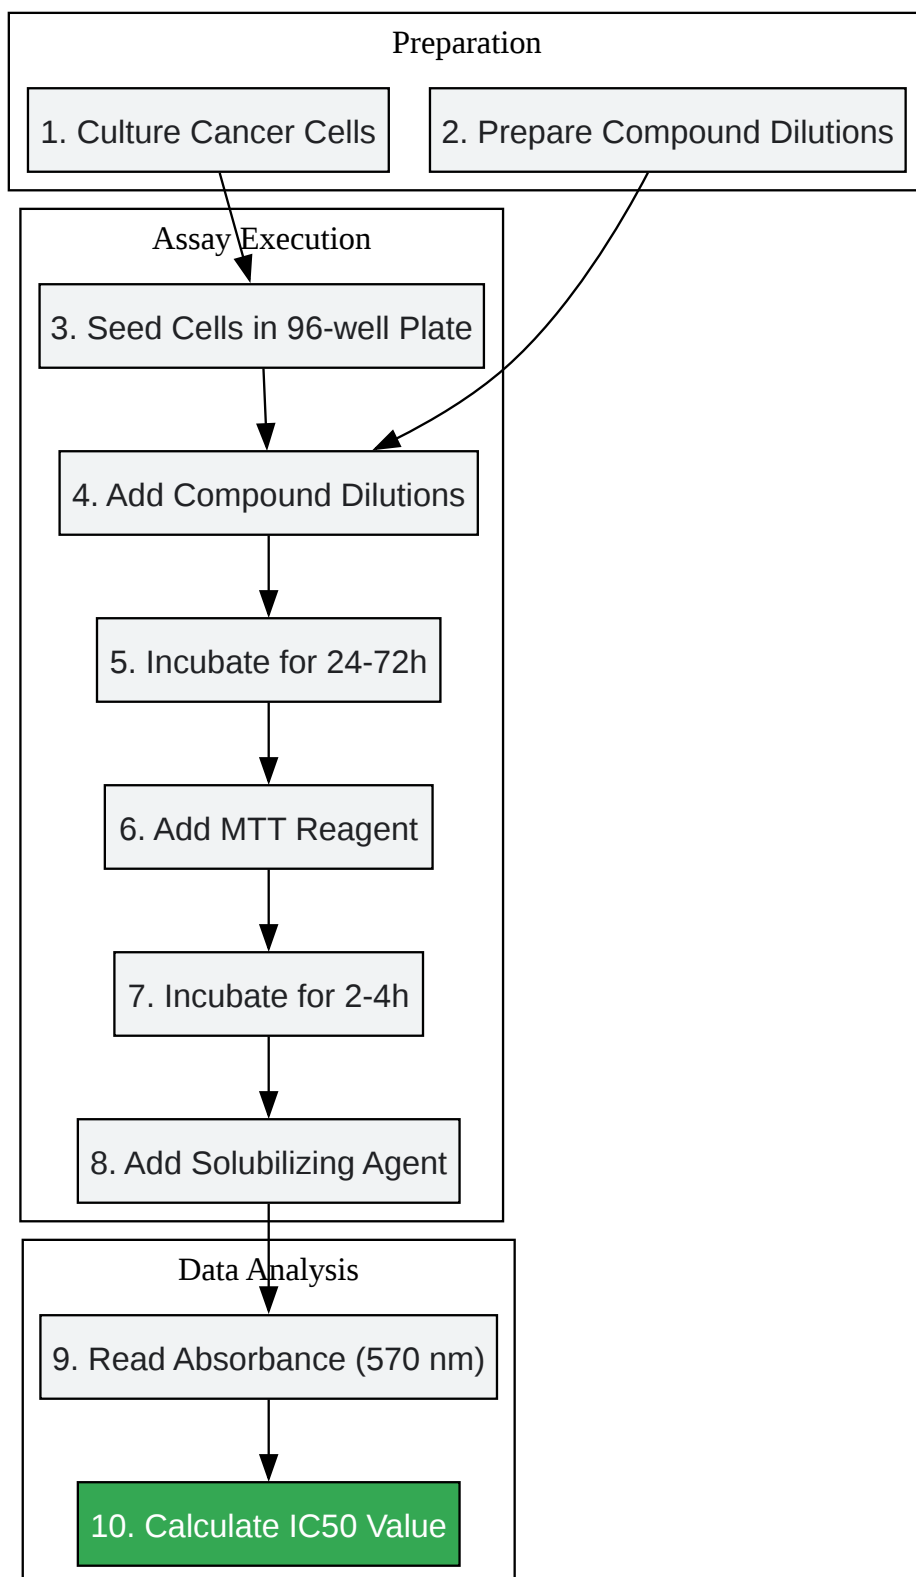 Preparation
1. Culture Cancer Cells
2. Prepare Compound Dilutions
Assay Execution
3. Seed Cells in 96-well Plate
4. Add Compound Dilutions
5. Incubate for 24-72h
6. Add MTT Reagent
7. Incubate for 2-4h
8. Add Solubilizing Agent
Data Analysis
9. Read Absorbance (570 nm)
10. Calculate IC50 Value